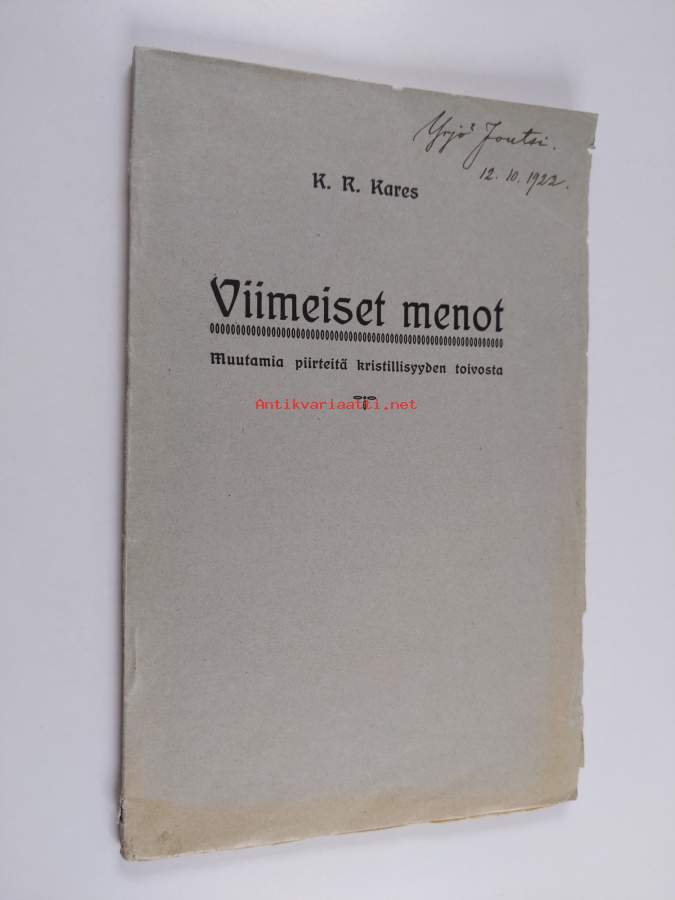 Yrjö Joutsi.
12. 10. 1922.
K. R. Kares
Viimeiset menot
Muutamia piirteitä kristillisyyden toivosta
Antikvariaatti.net